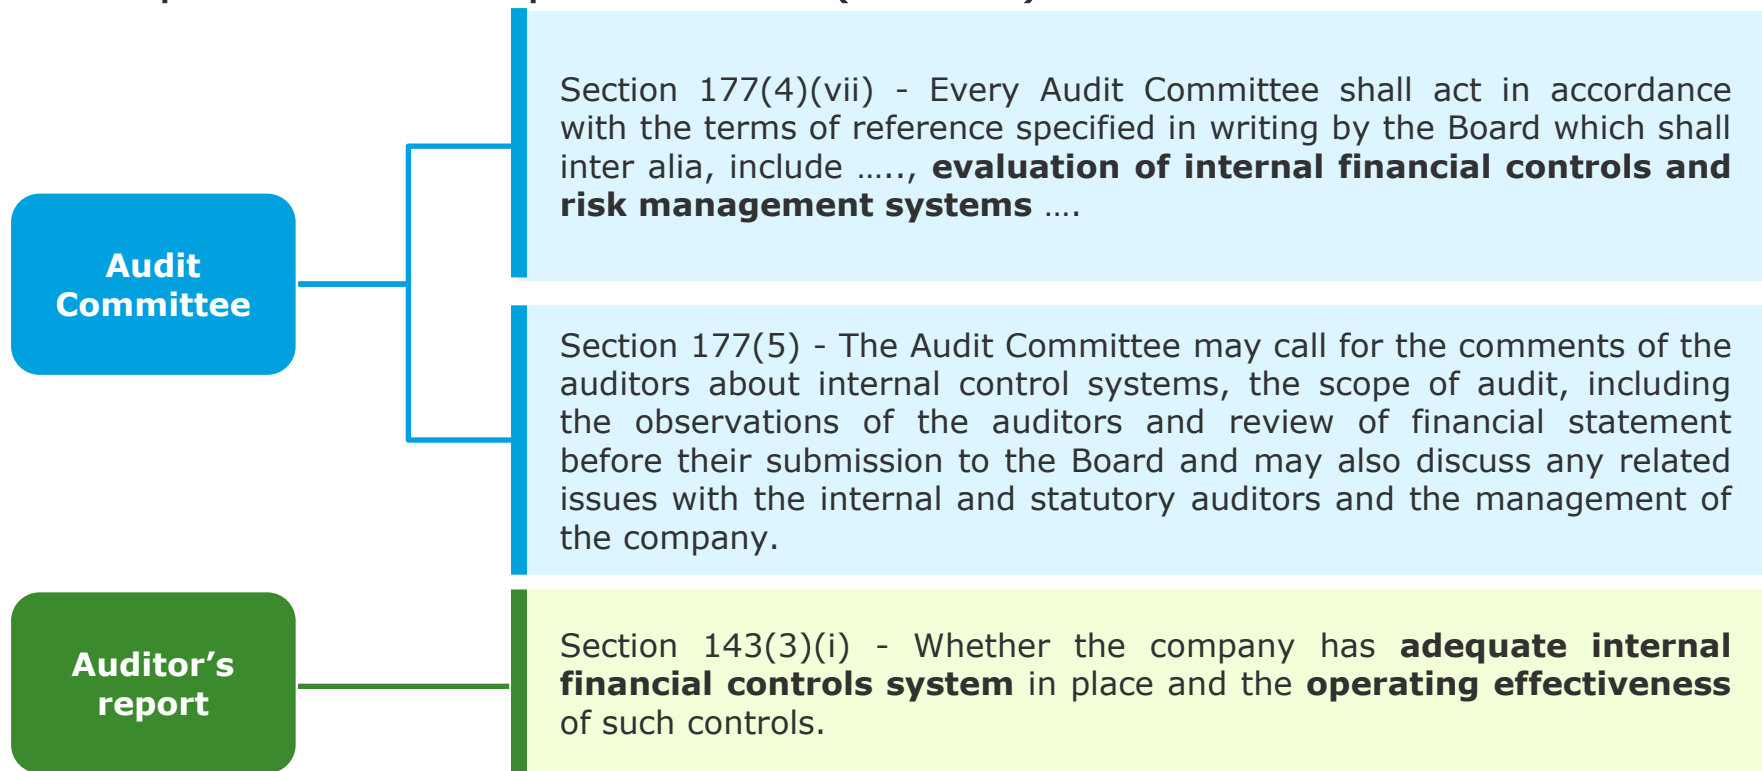 Section 177(4)(vii) - Every Audit Committee shall act in accordance
with the terms of reference specified in writing by the Board which shall
inter alia, include ….., evaluation of internal financial controls and
risk management systems ….
Audit
Committee
Section 177(5) - The Audit Committee may call for the comments of the
auditors about internal control systems, the scope of audit, including
the observations of the auditors and review of financial statement
before their submission to the Board and may also discuss any related
issues with the internal and statutory auditors and the management of
the company.
Auditor’s
report
Section 143(3)(i) - Whether the company has adequate internal
financial controls system in place and the operating effectiveness
of such controls.